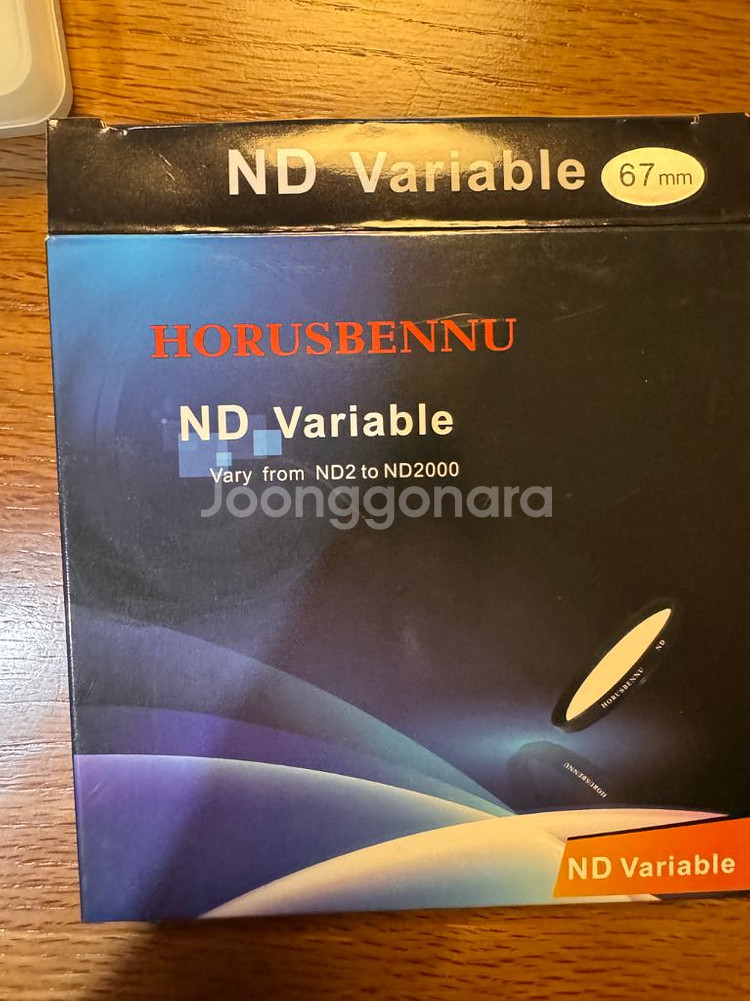 ND Variable 67mm
HORUSBENNU
ND Variable
Vary from ND2 to ND2000
Joonggonara
HORUSBENNU ND
HORUSBENNU
ND Variable